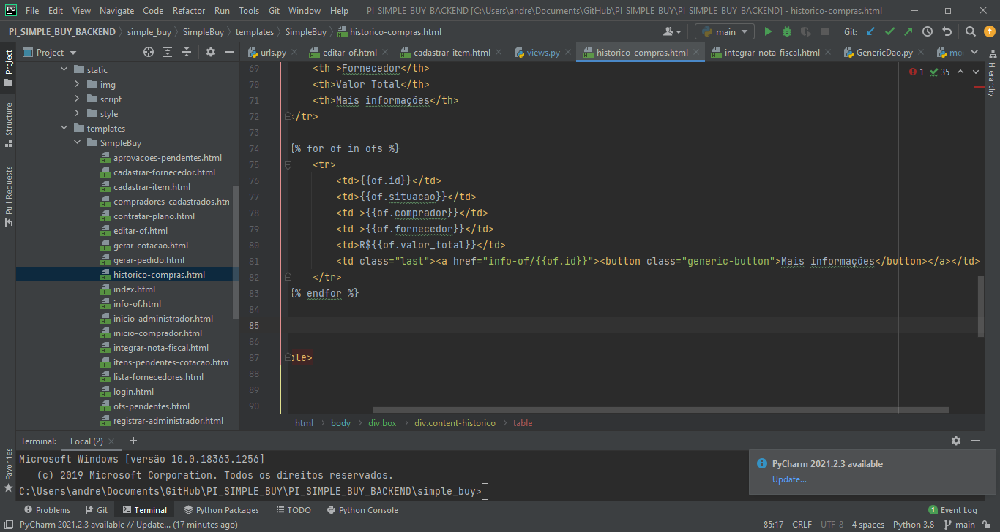 PC File Edit View Navigate Code Refactor Run Tools Git Window Help PI_SIMPLE_BUY_BACKEND [C:\Users\andre\Documents\GitHub\PI_SIMPLE_BUY\PI_SIMPLE_BUY_BACKEND] - historico-compras.html
PI_SIMPLE_BUY_BACKEND simple_buy SimpleBuy templates SimpleBuy historico-compras.html main Git:
Project
urls.py editar-of.html cadastrar-item.html views.py historico-compras.html integrar-nota-fiscal.html GenericDao.py mo
Project
Structure
Pull Requests
Favorites
Hierarchy
static
img
script
style
templates
SimpleBuy
aprovacoes-pendentes.html
cadastrar-fornecedor.html
cadastrar-item.html
compradores-cadastrados.htm
contratar-plano.html
editar-of.html
gerar-cotacao.html
gerar-pedido.html
historico-compras.html
index.html
info-of.html
inicio-administrador.html
inicio-comprador.html
integrar-nota-fiscal.html
itens-pendentes-cotacao.htm
lista-fornecedores.html
login.html
ofs-pendentes.html
registrar-administrador.html
1 35
69 <th >Fornecedor</th>
70 <th>Valor Total</th>
71 <th>Mais informações</th>
72 </tr>
73
74 {% for of in ofs %}
75 <tr>
76 <td>{{of.id}}</td>
77 <td>{{of.situacao}}</td>
78 <td >{{of.comprador}}</td>
79 <td >{{of.fornecedor}}</td>
80 <td>R${{of.valor_total}}</td>
81 <td class="last"><a href="info-of/{{of.id}}"><button class="generic-button">Mais informações</button></a></td>
82 </tr>
83 {% endfor %}
84
85
86
87 ble>
88
89
90
html body div.box div.content-historico table
Terminal: Local (2)
Microsoft Windows [versão 10.0.18363.1256]
(c) 2019 Microsoft Corporation. Todos os direitos reservados.
C:\Users\andre\Documents\GitHub\PI_SIMPLE_BUY\PI_SIMPLE_BUY_BACKEND\simple_buy>
PyCharm 2021.2.3 available
Update...
Problems Git Terminal Python Packages TODO Python Console 1 Event Log
PyCharm 2021.2.3 available // Update... (17 minutes ago) 85:17 CRLF UTF-8 4 spaces Python 3.8 main